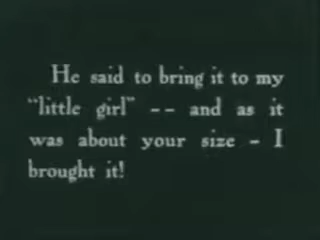 He said to bring it to my
"little girl" -- and as it
was about your size - I
brought it!